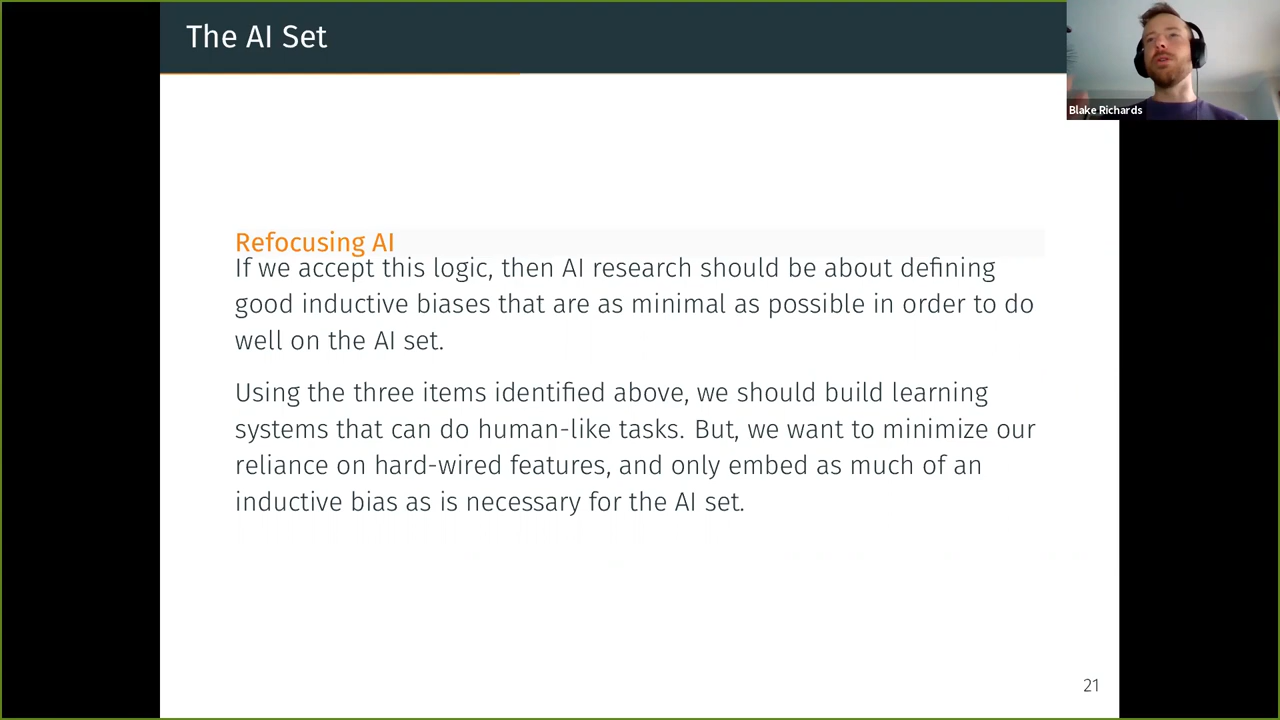 The AI Set
Blake Richards
Refocusing AI
If we accept this logic, then AI research should be about defining
good inductive biases that are as minimal as possible in order to do
well on the AI set.
Using the three items identified above, we should build learning
systems that can do human-like tasks. But, we want to minimize our
reliance on hard-wired features, and only embed as much of an
inductive bias as is necessary for the AI set.
21